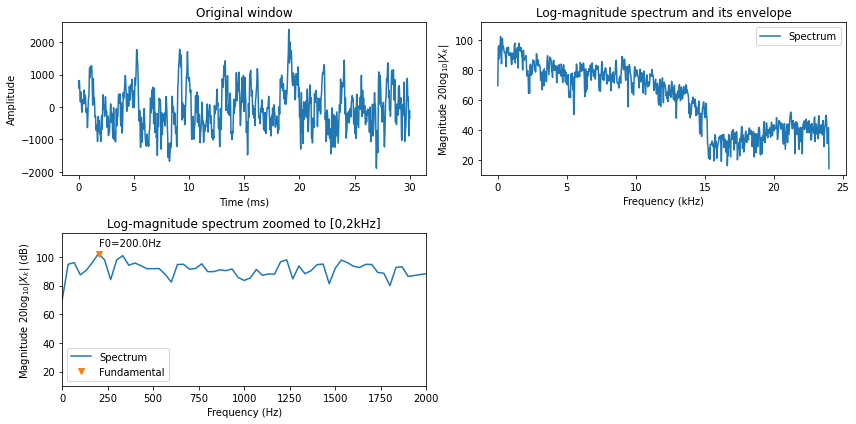 Original window
2000
1000
0
-1000
-2000
Amplitude
0 5 10 15 20 25 30
Time (ms)
Log-magnitude spectrum and its envelope
Spectrum
100
80
60
40
20
Magnitude 20log₁₀|Xₖ|
0 5 10 15 20 25
Frequency (kHz)
Log-magnitude spectrum zoomed to [0,2kHz]
F0=200.0Hz
100
80
60
40
20
Magnitude 20log₁₀|Xₖ| (dB)
Spectrum
Fundamental
0 250 500 750 1000 1250 1500 1750 2000
Frequency (Hz)